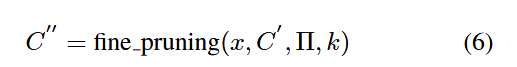 C′′ = fine_pruning(x, C′, Π, k) (6)